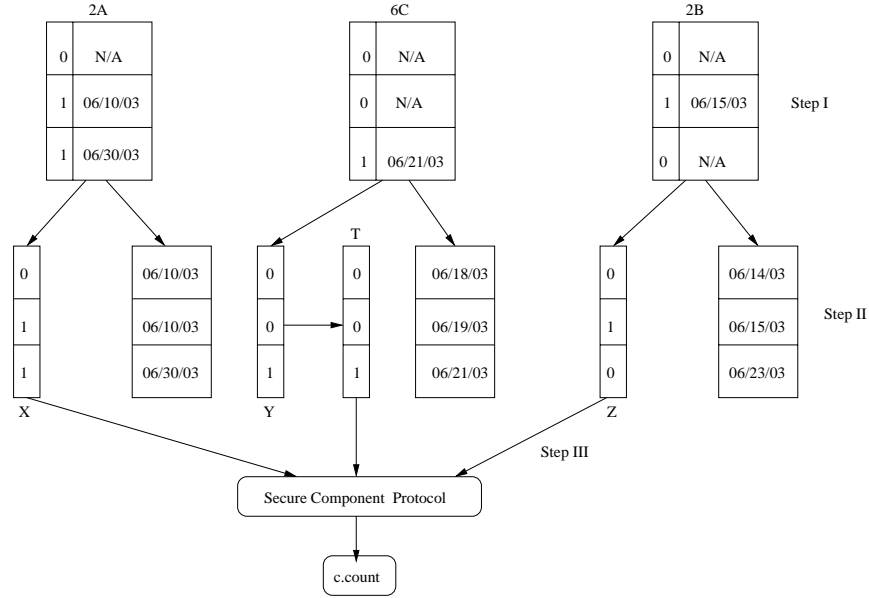 2A 6C 2B
0 N/A 0 N/A 0 N/A
1 06/10/03 0 N/A 1 06/15/03 Step I
1 06/30/03 1 06/21/03 0 N/A
T
0 06/10/03 0 0 06/18/03 0 06/14/03
1 06/10/03 0 0 06/19/03 1 06/15/03 Step II
1 06/30/03 1 1 06/21/03 0 06/23/03
X Y Z
Step III
Secure Component Protocol
c.count